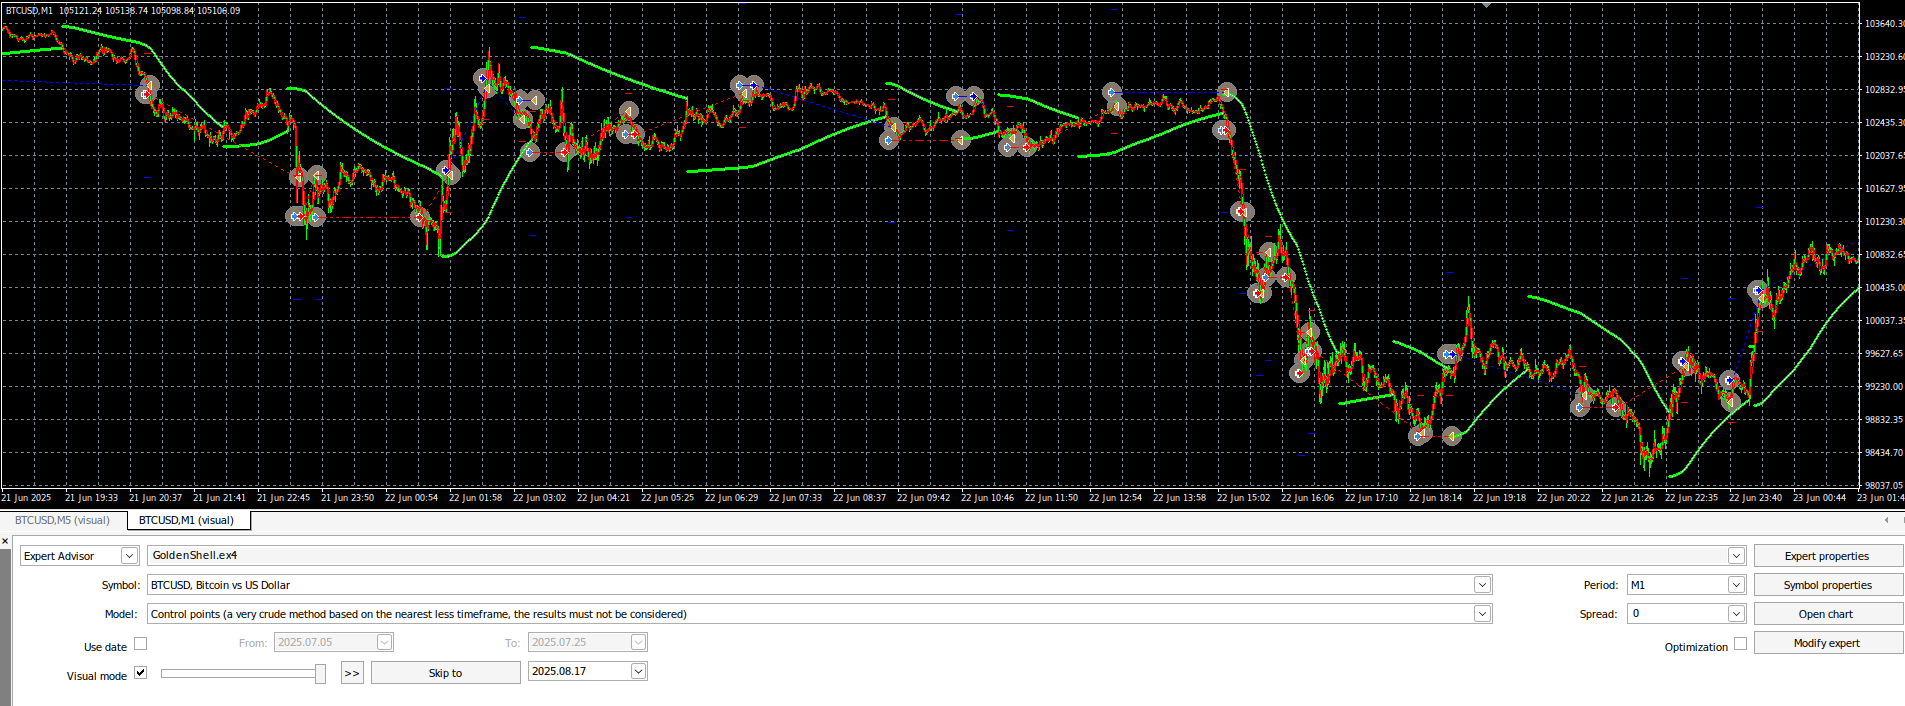 BTCUSD,M1 105121.24 105138.74 105098.84 105106.09
103640.30
103230.60
102832.95
102435.30
102037.65
101627.95
101230.30
100832.65
100435.00
100037.35
99627.65
99230.00
98832.35
98434.70
98037.05
21 Jun 2025 21 Jun 19:33 21 Jun 20:37 21 Jun 21:41 21 Jun 22:45 21 Jun 23:50 22 Jun 00:54 22 Jun 01:58 22 Jun 03:02 22 Jun 04:21 22 Jun 05:25 22 Jun 06:29 22 Jun 07:33 22 Jun 08:37 22 Jun 09:42 22 Jun 10:46 22 Jun 11:50 22 Jun 12:54 22 Jun 13:58 22 Jun 15:02 22 Jun 16:06 22 Jun 17:10 22 Jun 18:14 22 Jun 19:18 22 Jun 20:22 22 Jun 21:26 22 Jun 22:35 22 Jun 23:40 23 Jun 00:44 23 Jun 01:4
BTCUSD,M5 (visual) BTCUSD,M1 (visual)
Expert Advisor GoldenShell.ex4 Expert properties
Symbol: BTCUSD, Bitcoin vs US Dollar Period: M1 Symbol properties
Model: Control points (a very crude method based on the nearest less timeframe, the results must not be considered) Spread: 0 Open chart
Use date From: 2025.07.05 To: 2025.07.25 Optimization Modify expert
Visual mode >> Skip to 2025.08.17